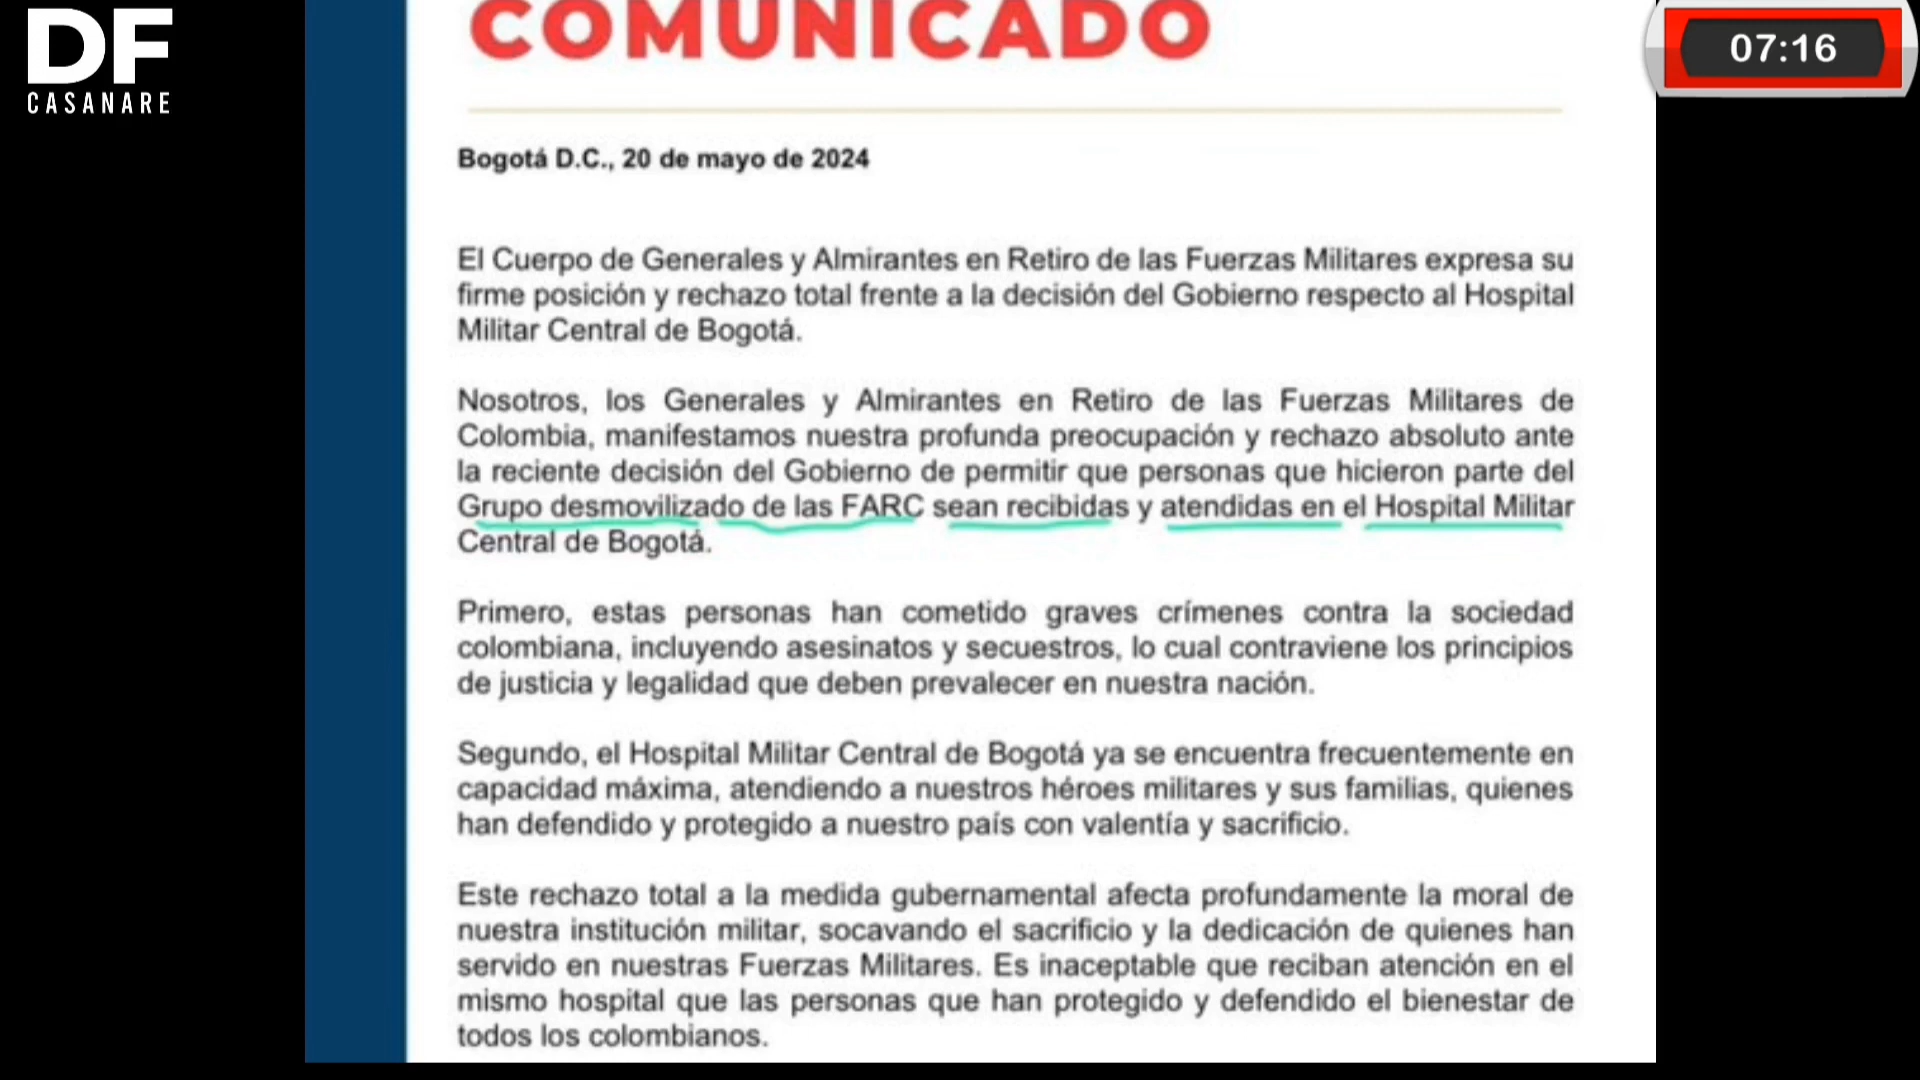 DF
CASANARE
07:16
COMUNICADO
Bogotá D.C., 20 de mayo de 2024
El Cuerpo de Generales y Almirantes en Retiro de las Fuerzas Militares expresa su
firme posición y rechazo total frente a la decisión del Gobierno respecto al Hospital
Militar Central de Bogotá.
Nosotros, los Generales y Almirantes en Retiro de las Fuerzas Militares de
Colombia, manifestamos nuestra profunda preocupación y rechazo absoluto ante
la reciente decisión del Gobierno de permitir que personas que hicieron parte del
Grupo desmovilizado de las FARC sean recibidas y atendidas en el Hospital Militar
Central de Bogotá.
Primero, estas personas han cometido graves crímenes contra la sociedad
colombiana, incluyendo asesinatos y secuestros, lo cual contraviene los principios
de justicia y legalidad que deben prevalecer en nuestra nación.
Segundo, el Hospital Militar Central de Bogotá ya se encuentra frecuentemente en
capacidad máxima, atendiendo a nuestros héroes militares y sus familias, quienes
han defendido y protegido a nuestro país con valentía y sacrificio.
Este rechazo total a la medida gubernamental afecta profundamente la moral de
nuestra institución militar, socavando el sacrificio y la dedicación de quienes han
servido en nuestras Fuerzas Militares. Es inaceptable que reciban atención en el
mismo hospital que las personas que han protegido y defendido el bienestar de
todos los colombianos.